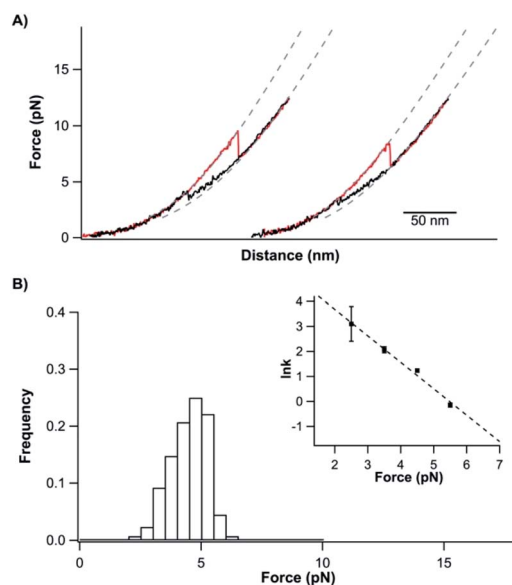 A)
15
10
5
0
Force (pN)
50 nm
Distance (nm)
B)
0.4
0.3
0.2
0.1
0.0
Frequency
0
5
10
15
Force (pN)
4
3
2
1
0
-1
lnk
2 3 4 5 6 7
Force (pN)